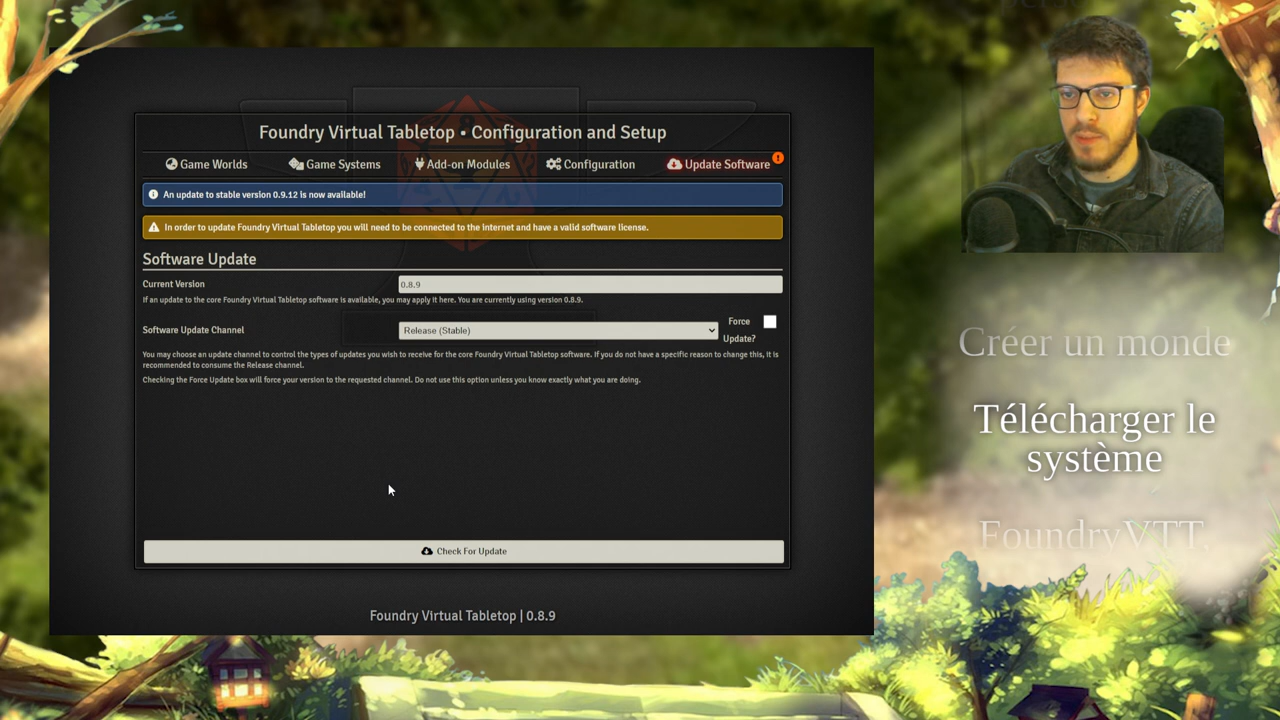 Foundry Virtual Tabletop • Configuration and Setup
Game Worlds
Game Systems
Add-on Modules
Configuration
Update Software
An update to stable version 0.9.12 is now available!
In order to update Foundry Virtual Tabletop you will need to be connected to the internet and have a valid software license.
Software Update
Current Version
0.8.9
If an update to the core Foundry Virtual Tabletop software is available, you may apply it here. You are currently using version 0.8.9.
Software Update Channel
Release (Stable)
Force
Update?
You may choose an update channel to control the types of updates you wish to receive for the core Foundry Virtual Tabletop software. If you do not have a specific reason to change this, it is
recommended to consume the Release channel.
Checking the Force Update box will force your version to the requested channel. Do not use this option unless you know exactly what you are doing.
Check For Update
Foundry Virtual Tabletop | 0.8.9
Créer un monde
Télécharger le
système
FoundryVTT,